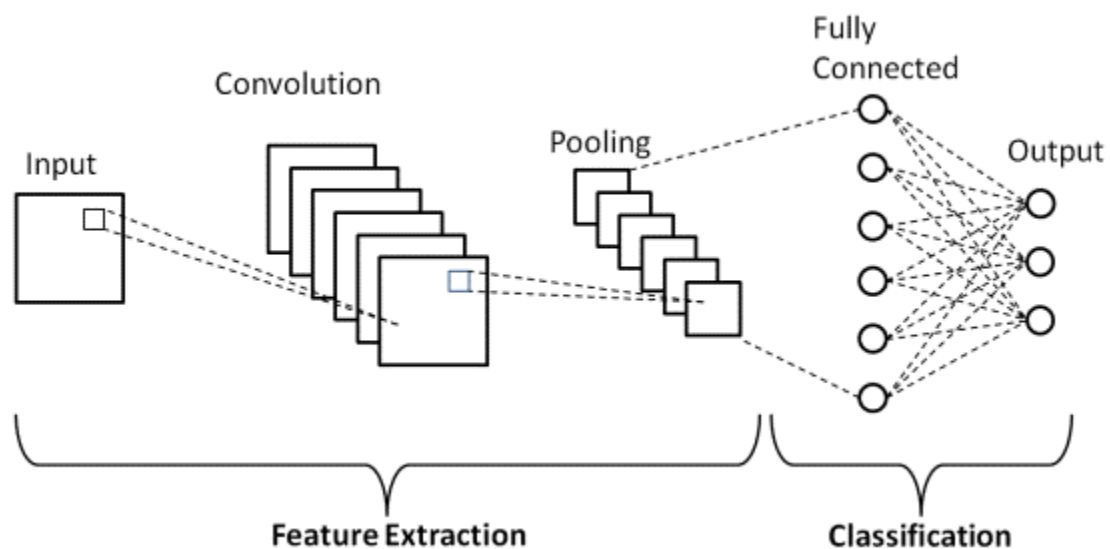 Input
Convolution
Pooling
Fully
Connected
Output
Feature Extraction
Classification